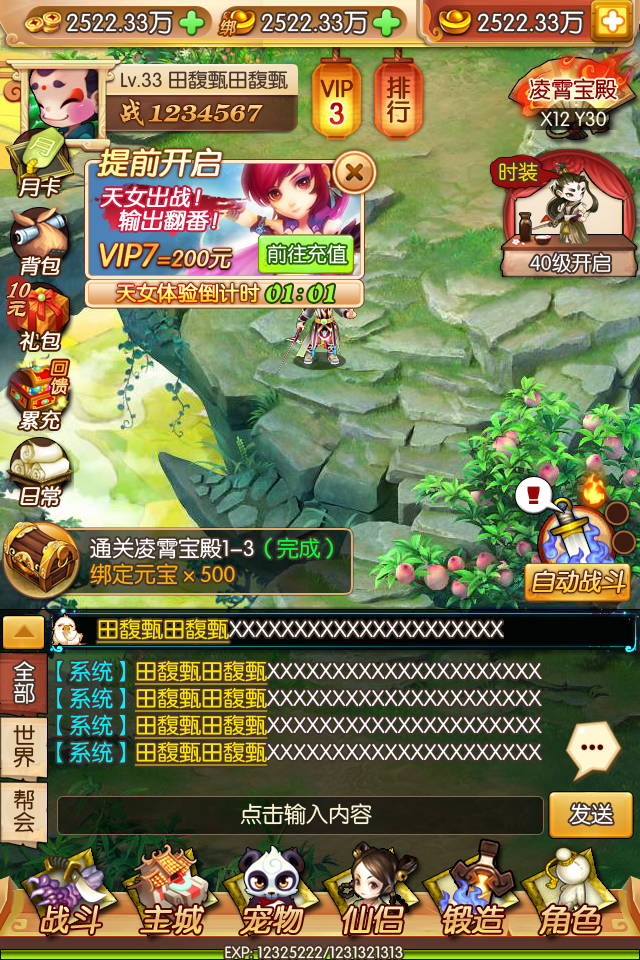 2522.33万 绑 2522.33万 2522.33万
Lv.33 田馥甄田馥甄
战 1234567
VIP 3
排行
凌霄宝殿
X12 Y30
月
月卡
提前开启
天女出战!
输出翻番!
VIP7=200元
前往充值
天女体验倒计时 01:01
时装
40级开启
背包
10元
礼包
回馈
累充
日常
通关凌霄宝殿1-3（完成）
绑定元宝×500
自动战斗
田馥甄田馥甄XXXXXXXXXXXXXXXXXXXXX
全部
世界
帮会
【系统】田馥甄田馥甄XXXXXXXXXXXXXXXXXXXXX
【系统】田馥甄田馥甄XXXXXXXXXXXXXXXXXXXXX
【系统】田馥甄田馥甄XXXXXXXXXXXXXXXXXXXXX
【系统】田馥甄田馥甄XXXXXXXXXXXXXXXXXXXXX
点击输入内容
发送
战斗 主城 宠物 仙侣 锻造 角色
EXP: 12325222/1231321313